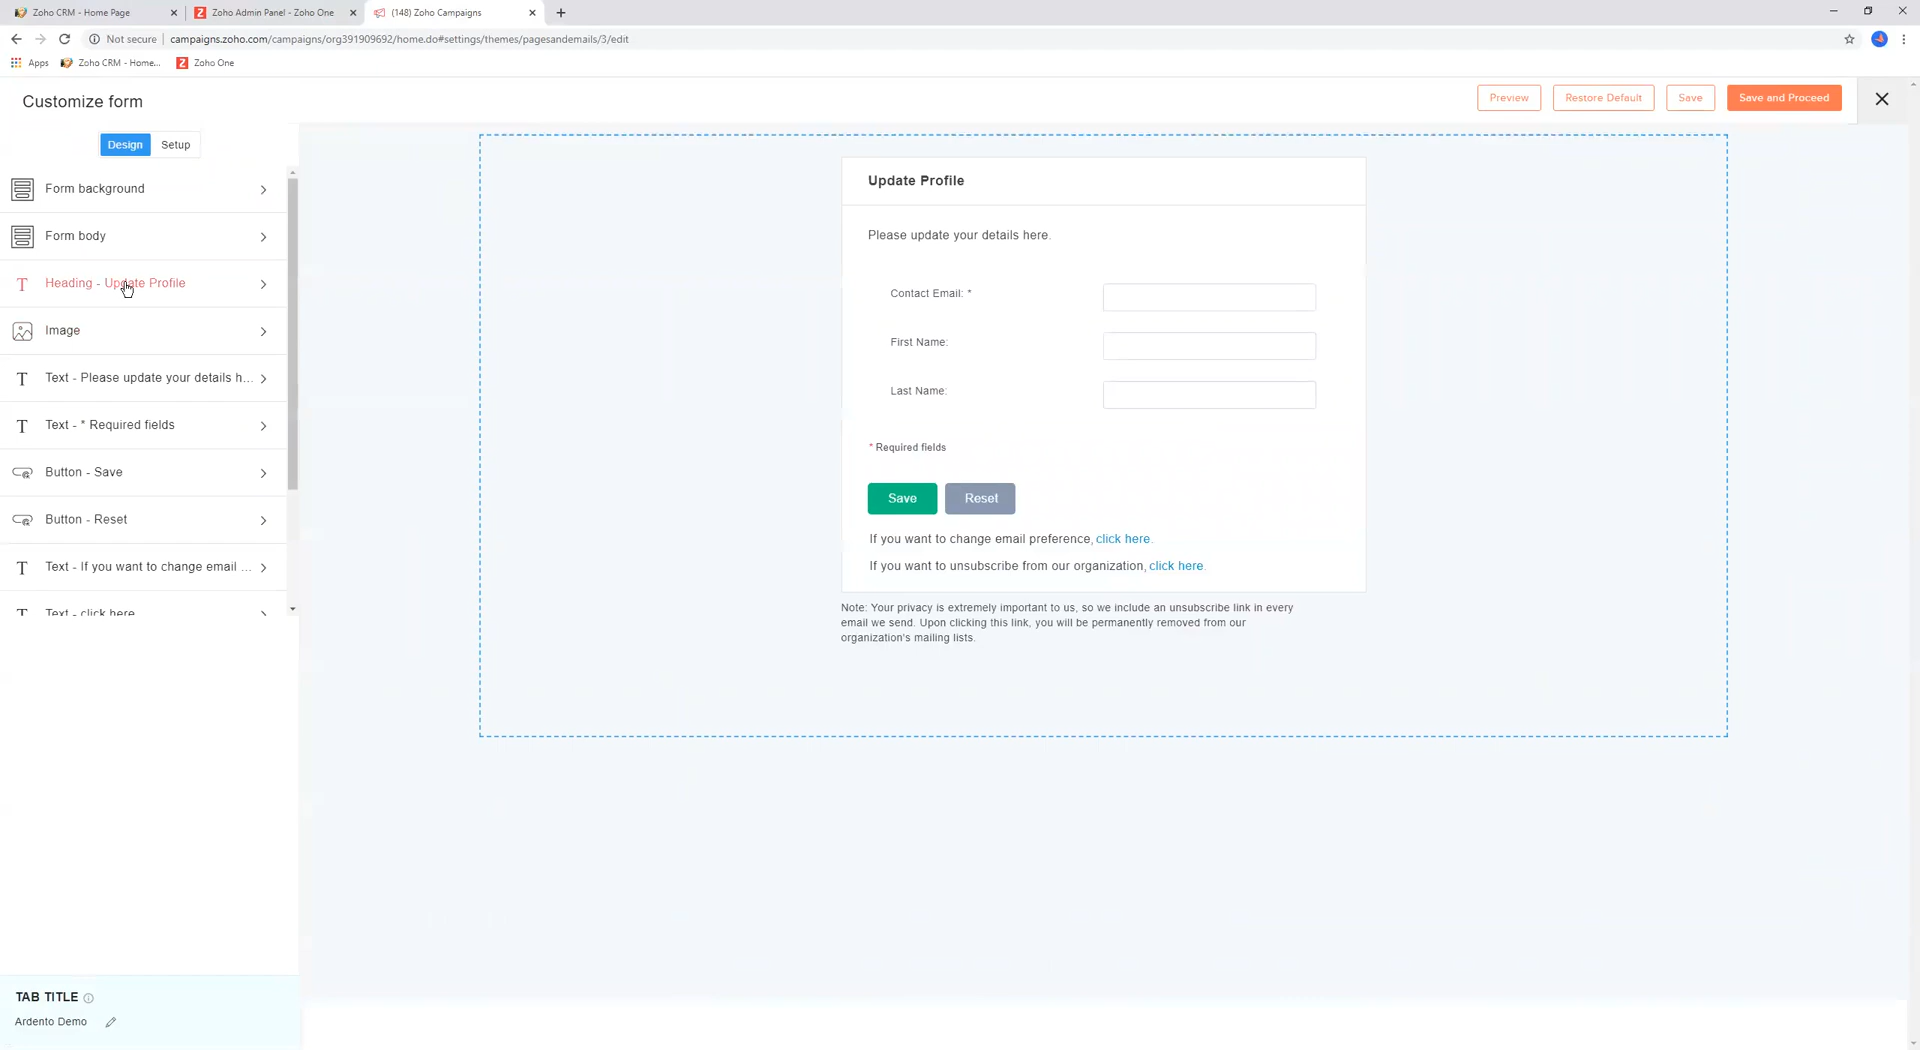 Zoho CRM - Home Page
Zoho Admin Panel - Zoho One
(148) Zoho Campaigns
Not secure
campaigns.zoho.com/campaigns/org391909692/home.do#settings/themes/pagesandemails/3/edit
Apps
Zoho CRM - Home...
Zoho One
Customize form
Preview
Restore Default
Save
Save and Proceed
Design
Setup
Form background
Form body
Heading - Update Profile
Image
Text - Please update your details h...
Text - * Required fields
Button - Save
Button - Reset
Text - If you want to change email ...
Text - click here
TAB TITLE
Ardento Demo
Update Profile
Please update your details here.
Contact Email: *
First Name:
Last Name:
* Required fields
Save
Reset
If you want to change email preference, click here.
If you want to unsubscribe from our organization, click here.
Note: Your privacy is extremely important to us, so we include an unsubscribe link in every
email we send. Upon clicking this link, you will be permanently removed from our
organization's mailing lists.